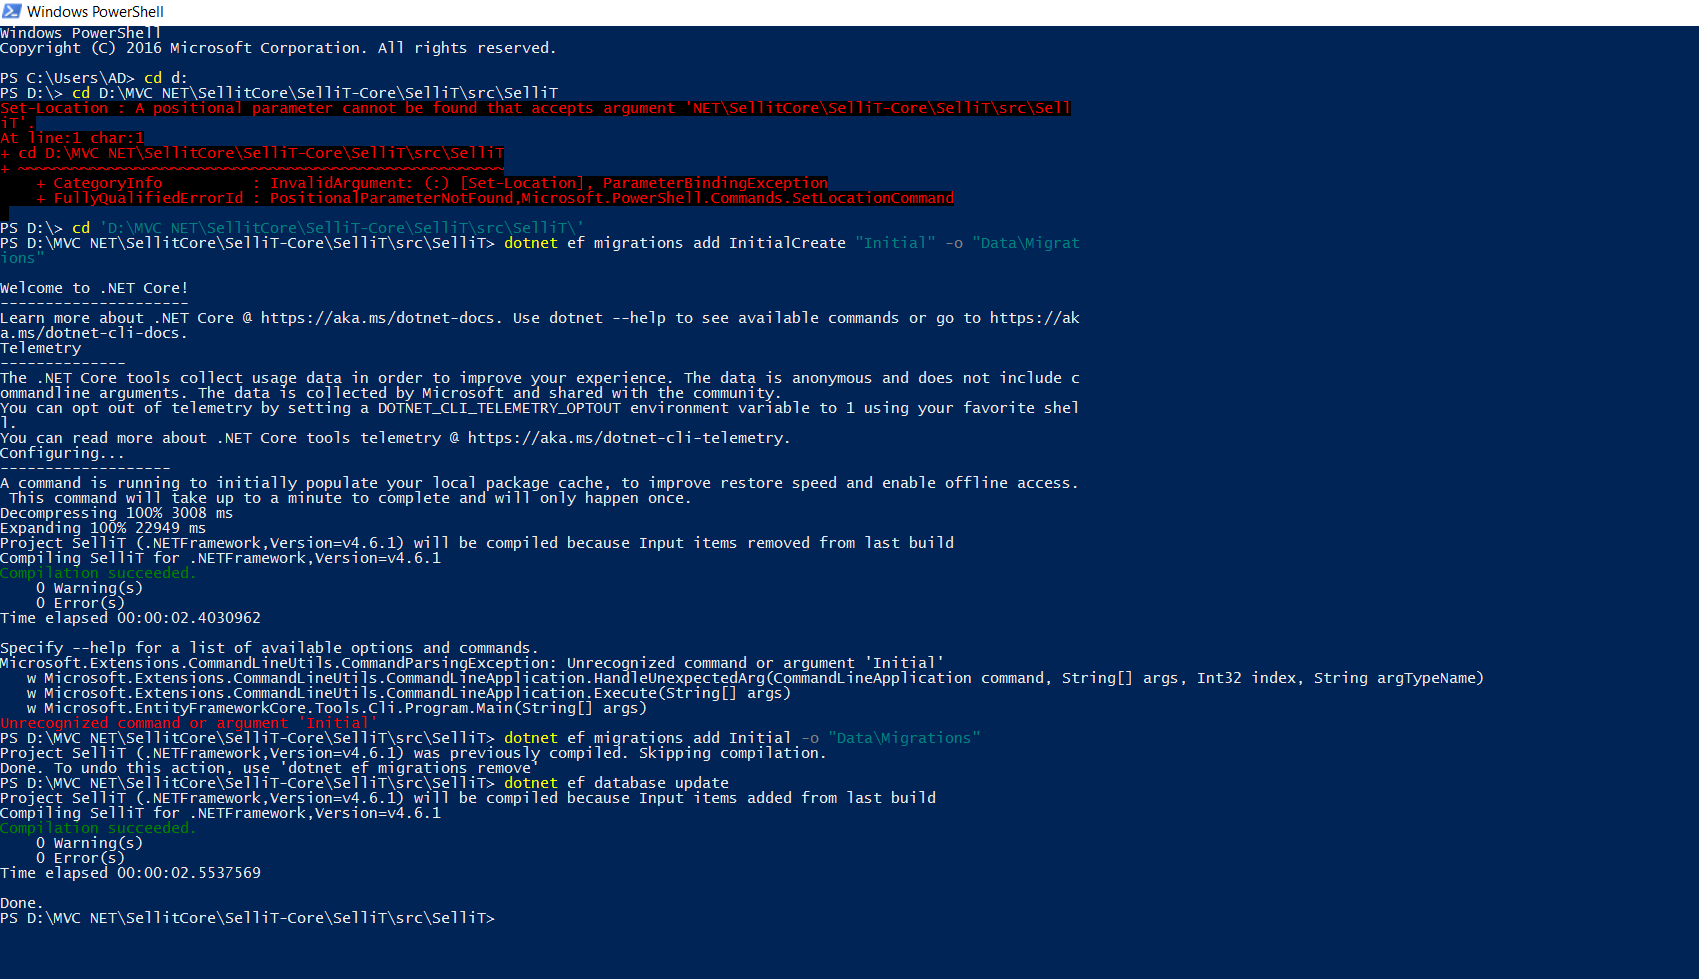 Windows PowerShell
Windows PowerShell
Copyright (C) 2016 Microsoft Corporation. All rights reserved.
PS C:\Users\AD> cd d:
PS D:\> cd D:\MVC NET\SellitCore\SelliT-Core\SelliT\src\SelliT
Set-Location : A positional parameter cannot be found that accepts argument 'NET\SellitCore\SelliT-Core\SelliT\src\Sell
iT'.
At line:1 char:1
+ cd D:\MVC NET\SellitCore\SelliT-Core\SelliT\src\SelliT
+ ~~~~~~~~~~~~~~~~~~~~~~~~~~~~~~~~~~~~~~~~~~~~~~~~~~~~~~
    + CategoryInfo          : InvalidArgument: (:) [Set-Location], ParameterBindingException
    + FullyQualifiedErrorId : PositionalParameterNotFound,Microsoft.PowerShell.Commands.SetLocationCommand
PS D:\> cd 'D:\MVC NET\SellitCore\SelliT-Core\SelliT\src\SelliT\'
PS D:\MVC NET\SellitCore\SelliT-Core\SelliT\src\SelliT> dotnet ef migrations add InitialCreate "Initial" -o "Data\Migrat
ions"
Welcome to .NET Core!
---------------------
Learn more about .NET Core @ https://aka.ms/dotnet-docs. Use dotnet --help to see available commands or go to https://ak
a.ms/dotnet-cli-docs.
Telemetry
--------------
The .NET Core tools collect usage data in order to improve your experience. The data is anonymous and does not include c
ommandline arguments. The data is collected by Microsoft and shared with the community.
You can opt out of telemetry by setting a DOTNET_CLI_TELEMETRY_OPTOUT environment variable to 1 using your favorite shel
l.
You can read more about .NET Core tools telemetry @ https://aka.ms/dotnet-cli-telemetry.
Configuring...
-------------------
A command is running to initially populate your local package cache, to improve restore speed and enable offline access.
 This command will take up to a minute to complete and will only happen once.
Decompressing 100% 3008 ms
Expanding 100% 22949 ms
Project SelliT (.NETFramework,Version=v4.6.1) will be compiled because Input items removed from last build
Compiling SelliT for .NETFramework,Version=v4.6.1
Compilation succeeded.
    0 Warning(s)
    0 Error(s)
Time elapsed 00:00:02.4030962
Specify --help for a list of available options and commands.
Microsoft.Extensions.CommandLineUtils.CommandParsingException: Unrecognized command or argument 'Initial'
   w Microsoft.Extensions.CommandLineUtils.CommandLineApplication.HandleUnexpectedArg(CommandLineApplication command, String[] args, Int32 index, String argTypeName)
   w Microsoft.Extensions.CommandLineUtils.CommandLineApplication.Execute(String[] args)
   w Microsoft.EntityFrameworkCore.Tools.Cli.Program.Main(String[] args)
Unrecognized command or argument 'Initial'
PS D:\MVC NET\SellitCore\SelliT-Core\SelliT\src\SelliT> dotnet ef migrations add Initial -o "Data\Migrations"
Project SelliT (.NETFramework,Version=v4.6.1) was previously compiled. Skipping compilation.
Done. To undo this action, use 'dotnet ef migrations remove'
PS D:\MVC NET\SellitCore\SelliT-Core\SelliT\src\SelliT> dotnet ef database update
Project SelliT (.NETFramework,Version=v4.6.1) will be compiled because Input items added from last build
Compiling SelliT for .NETFramework,Version=v4.6.1
Compilation succeeded.
    0 Warning(s)
    0 Error(s)
Time elapsed 00:00:02.5537569
Done.
PS D:\MVC NET\SellitCore\SelliT-Core\SelliT\src\SelliT>